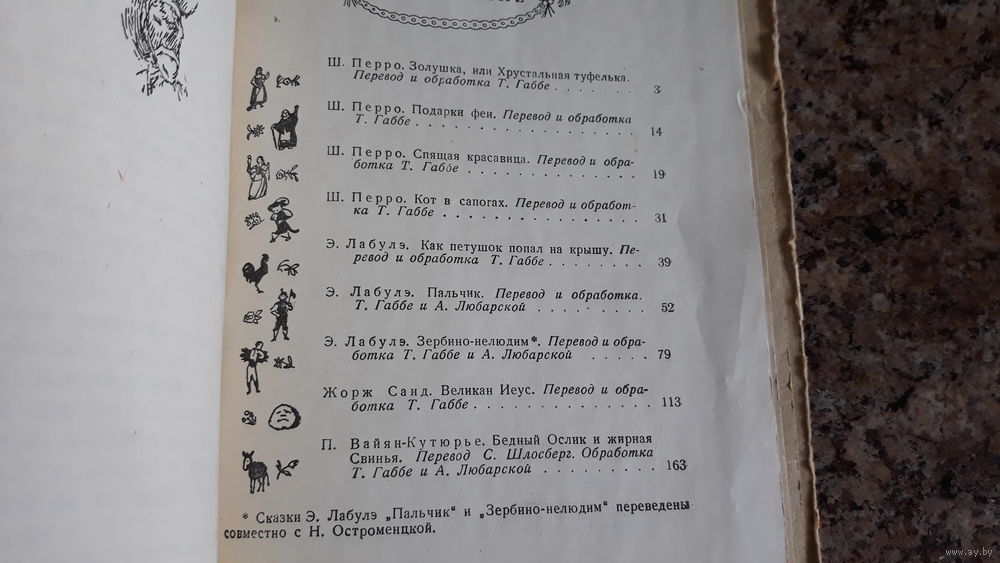 Ш. Перро. Золушка, или Хрустальная туфелька.
Перевод и обработка Т. Габбе . . . . . . . 3
Ш. Перро. Подарки феи. Перевод и обработка
Т. Габбе . . . . . . . . . . . . . . . . . 14
Ш. Перро. Спящая красавица. Перевод и обра-
ботка Т. Габбе . . . . . . . . . . . . . 19
Ш. Перро. Кот в сапогах. Перевод и обработ-
ка Т. Габбе . . . . . . . . . . . . . . . 31
Э. Лабулэ. Как петушок попал на крышу. Пе-
ревод и обработка Т. Габбе . . . . . . . . 39
Э. Лабулэ. Пальчик. Перевод и обработка.
Т. Габбе и А. Любарской . . . . . . . . . 52
Э. Лабулэ. Зербино-нелюдим*. Перевод и обра-
ботка Т. Габбе и А. Любарской . . . . . 79
Жорж Санд. Великан Иеус. Перевод и обра-
ботка Т. Габбе . . . . . . . . . . . . . . 113
П. Вайян-Кутюрье. Бедный Ослик и жирная
Свинья. Перевод С. Шлосберг. Обработка
Т. Габбе и А. Любарской . . . . . . . . . 163
* Сказки Э. Лабулэ „Пальчик“ и „Зербино-нелюдим“ переведены
совместно с Н. Остроменцкой.
www.ay.by